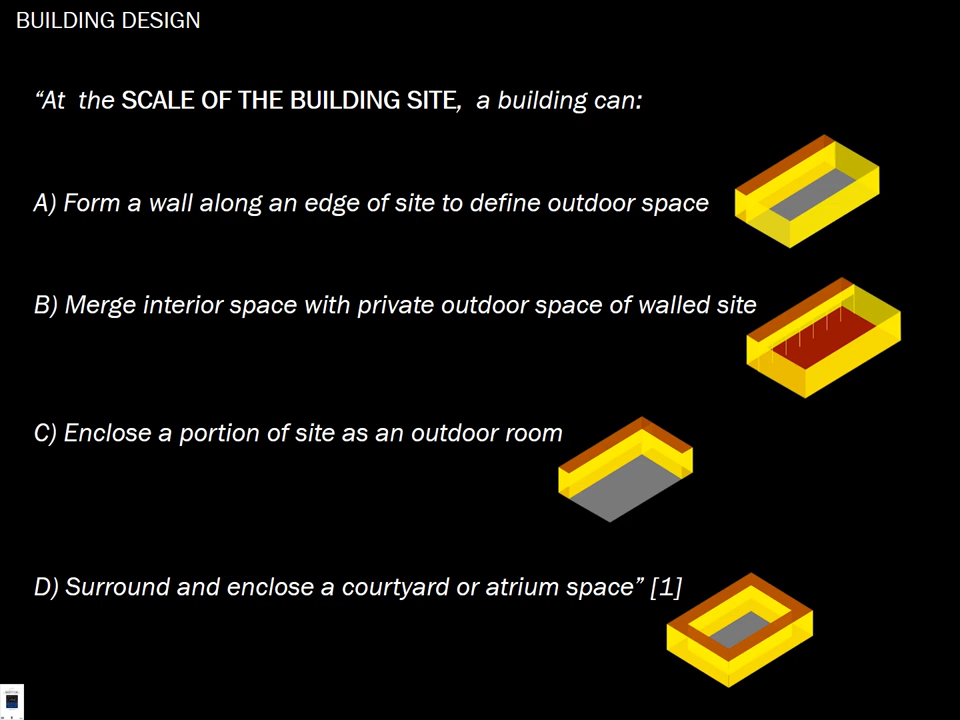 BUILDING DESIGN
“At the SCALE OF THE BUILDING SITE, a building can:
A) Form a wall along an edge of site to define outdoor space
B) Merge interior space with private outdoor space of walled site
C) Enclose a portion of site as an outdoor room
D) Surround and enclose a courtyard or atrium space” [1]